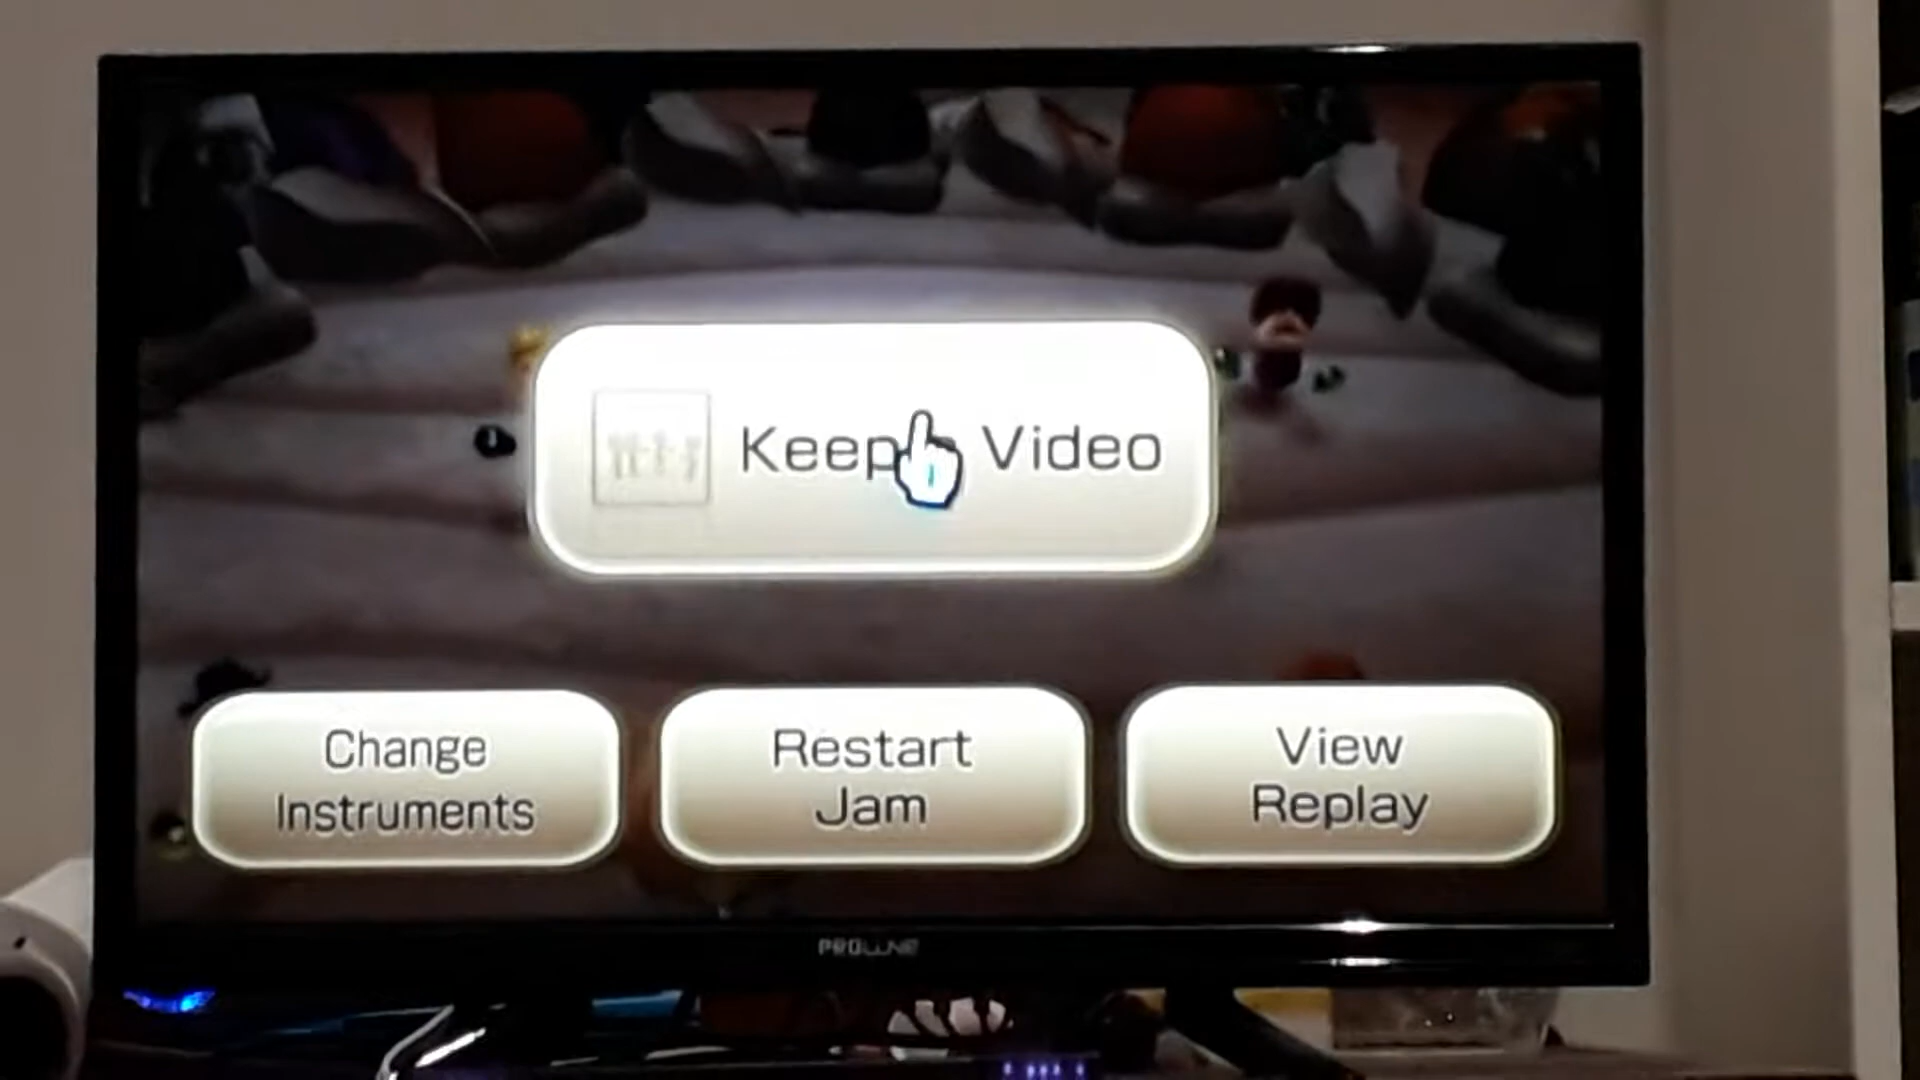 Keep Video
Change
Instruments
Restart
Jam
View
Replay
PROLINE